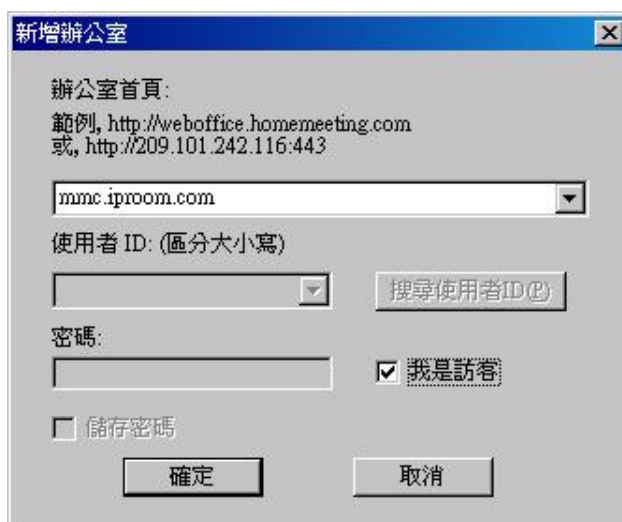 新增辦公室
辦公室首頁:
範例, http://weboffice.homemeeting.com
或, http://209.101.242.116:443
mmc.iproom.com
使用者 ID: (區分大小寫)
搜尋使用者ID(P)
密碼:
我是訪客
儲存密碼
確定
取消